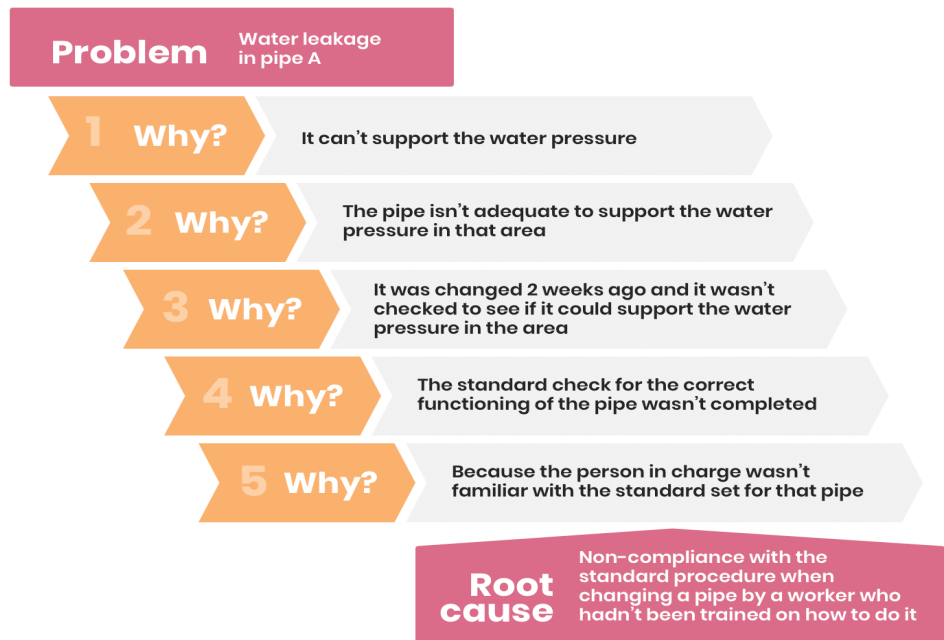 Problem
Water leakage
in pipe A
1 Why?
It can’t support the water pressure
2 Why?
The pipe isn’t adequate to support the water
pressure in that area
3 Why?
It was changed 2 weeks ago and it wasn’t
checked to see if it could support the water
pressure in the area
4 Why?
The standard check for the correct
functioning of the pipe wasn’t completed
5 Why?
Because the person in charge wasn’t
familiar with the standard set for that pipe
Root
cause
Non-compliance with the
standard procedure when
changing a pipe by a worker who
hadn’t been trained on how to do it